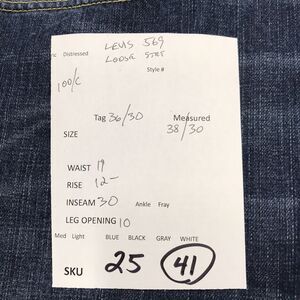 LEVIS 569
Distressed LOOSE STRT
Style#
100/C
Tag 36/30 Measured
SIZE 38/30
WAIST 19
RISE 12-
INSEAM 30 Ankle Fray
LEG OPENING 10
Med Light BLUE BLACK GRAY WHITE
SKU 25 41